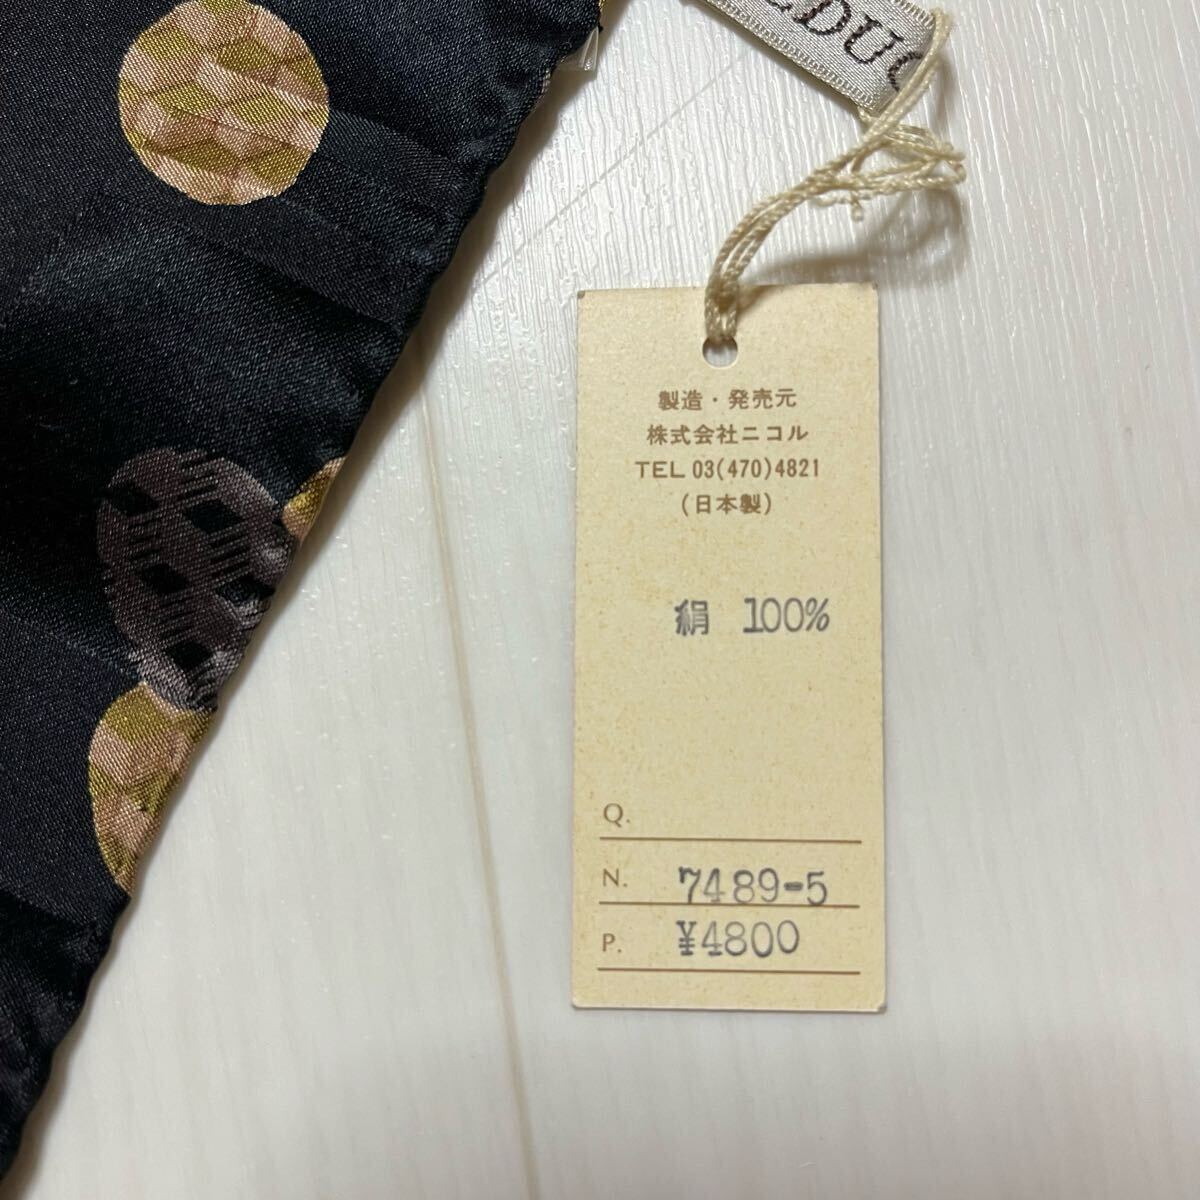 製造・発売元
株式会社ニコル
TEL 03(470)4821
(日本製)
絹 100%
Q.
N. 7489-5
P. ¥4800